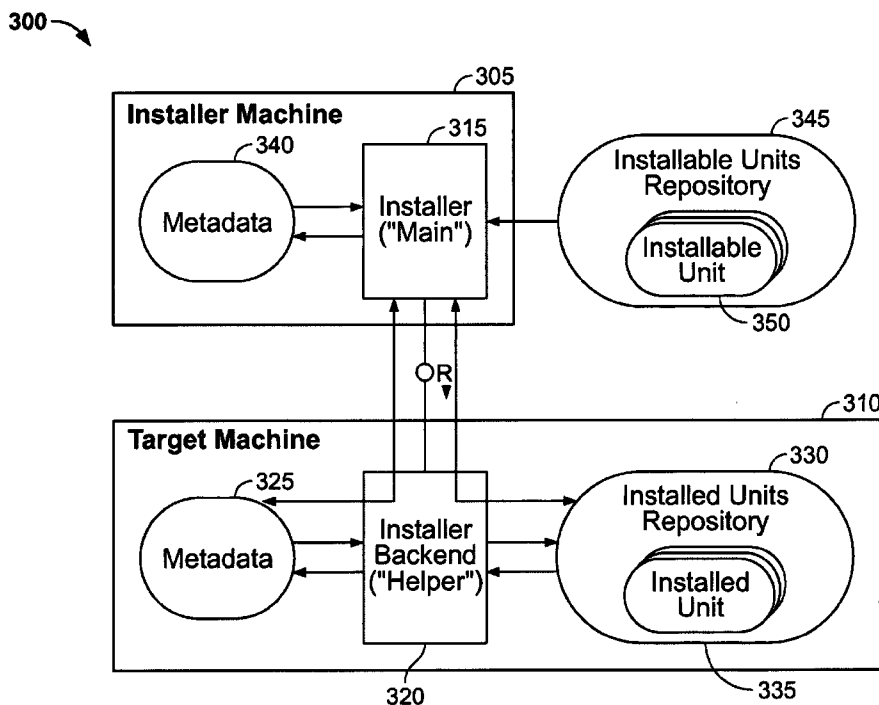 300
305
Installer Machine
315
340
Metadata
Installer
("Main")
345
Installable Units
Repository
Installable
Unit
350
R
310
Target Machine
325
Metadata
Installer
Backend
("Helper")
320
330
Installed Units
Repository
Installed
Unit
335